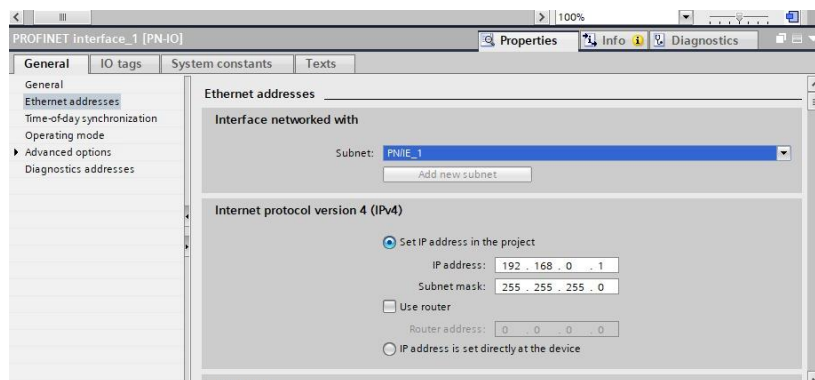 100%
PROFINET interface_1 [PN-IO]
Properties Info Diagnostics
General IO tags System constants Texts
General
Ethernet addresses
Time-of-day synchronization
Operating mode
Advanced options
Diagnostics addresses
Ethernet addresses
Interface networked with
Subnet: PN/IE_1
Add new subnet
Internet protocol version 4 (IPv4)
Set IP address in the project
IP address: 192 . 168 . 0 . 1
Subnet mask: 255 . 255 . 255 . 0
Use router
Router address: 0 . 0 . 0 . 0
IP address is set directly at the device